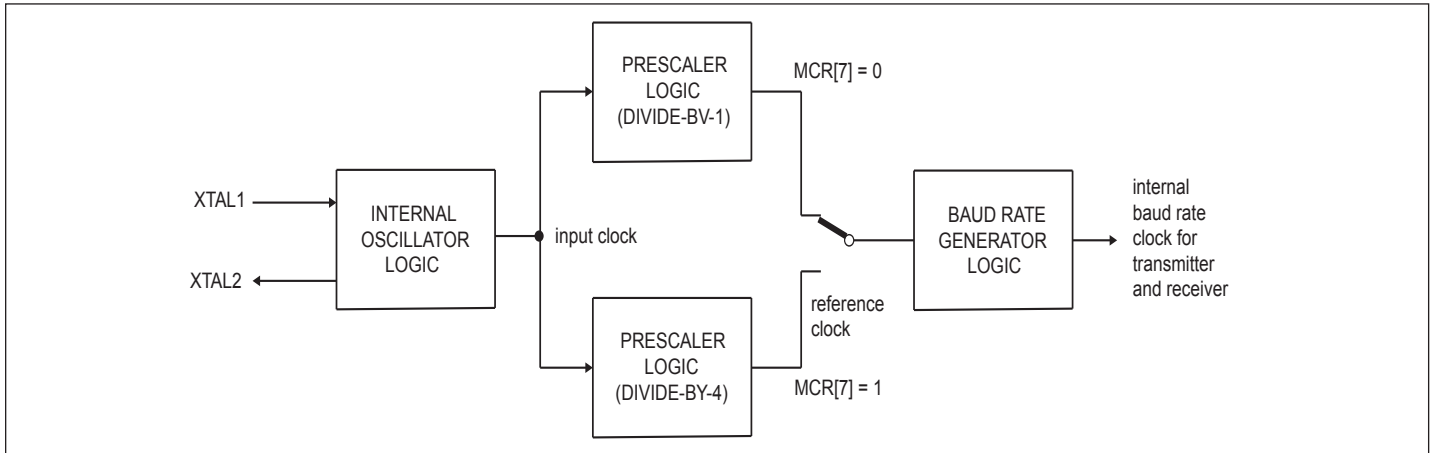 XTAL1
XTAL2
INTERNAL
OSCILLATOR
LOGIC
input clock
PRESCALER
LOGIC
(DIVIDE-BV-1)
MCR[7] = 0
PRESCALER
LOGIC
(DIVIDE-BY-4)
MCR[7] = 1
reference
clock
BAUD RATE
GENERATOR
LOGIC
internal
baud rate
clock for
transmitter
and receiver